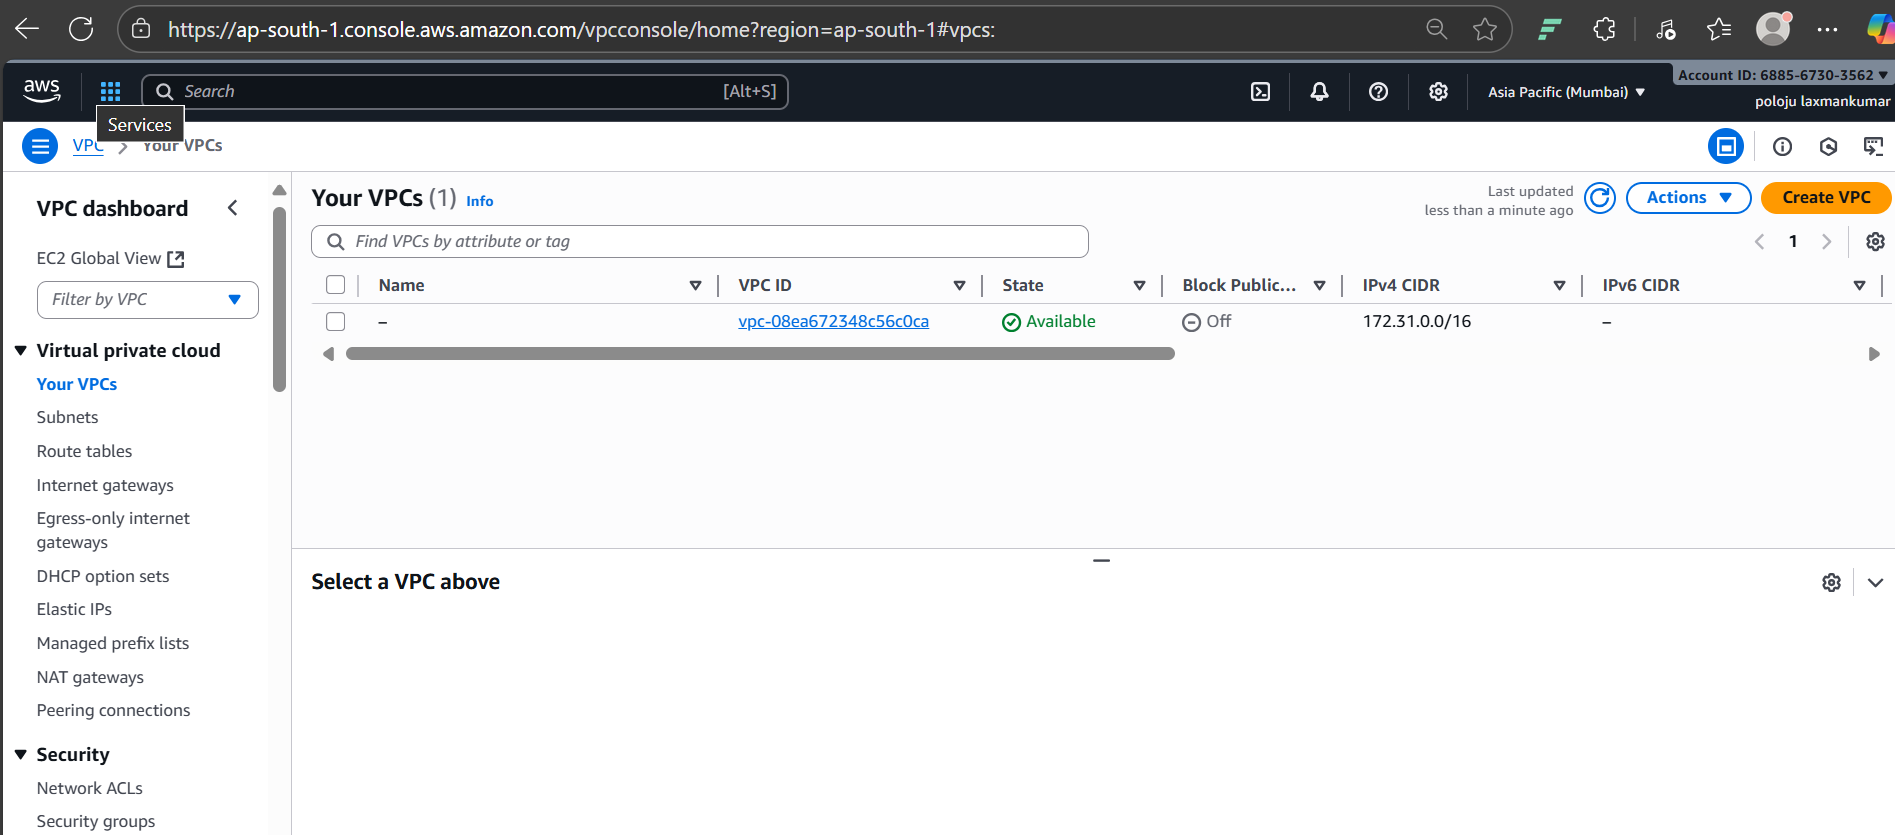 https://ap-south-1.console.aws.amazon.com/vpcconsole/home?region=ap-south-1#vpcs:
aws
Search [Alt+S]
Asia Pacific (Mumbai)
Account ID: 6885-6730-3562
poloju laxmankumar
Services
VPC
Your VPCs
VPC dashboard
EC2 Global View
Filter by VPC
Virtual private cloud
Your VPCs
Subnets
Route tables
Internet gateways
Egress-only internet
gateways
DHCP option sets
Elastic IPs
Managed prefix lists
NAT gateways
Peering connections
Security
Network ACLs
Security groups
Your VPCs (1) Info
Last updated
less than a minute ago
Actions
Create VPC
Find VPCs by attribute or tag
1
Name VPC ID State Block Public... IPv4 CIDR IPv6 CIDR
– vpc-08ea672348c56c0ca Available Off 172.31.0.0/16 –
Select a VPC above